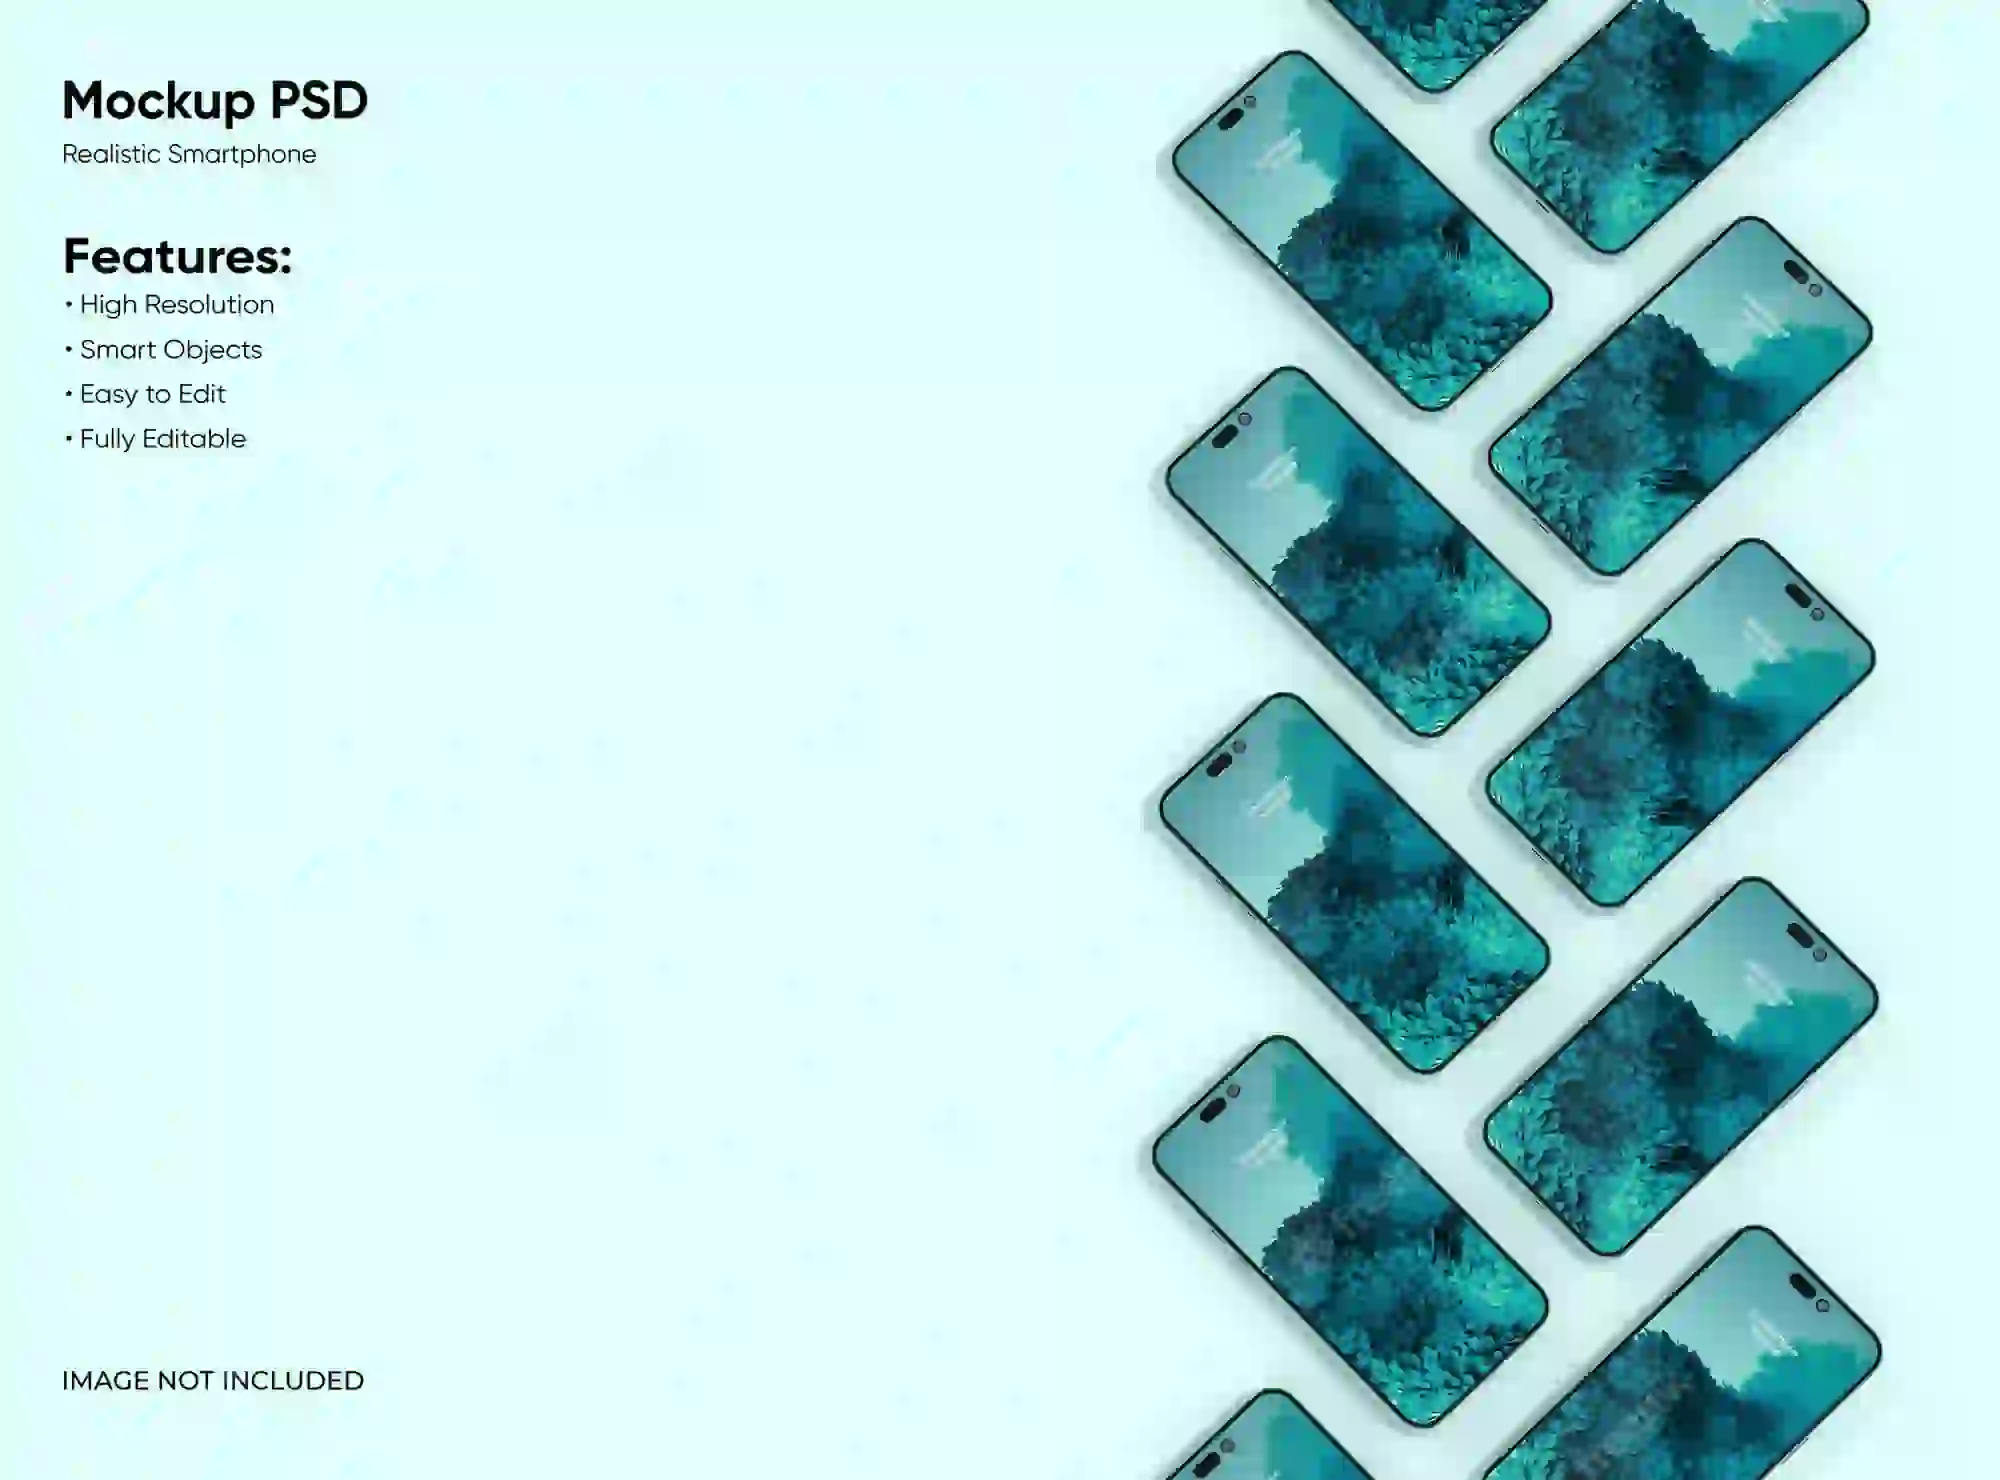 Mockup PSD
Realistic Smartphone
Features:
• High Resolution
• Smart Objects
• Easy to Edit
• Fully Editable
IMAGE NOT INCLUDED